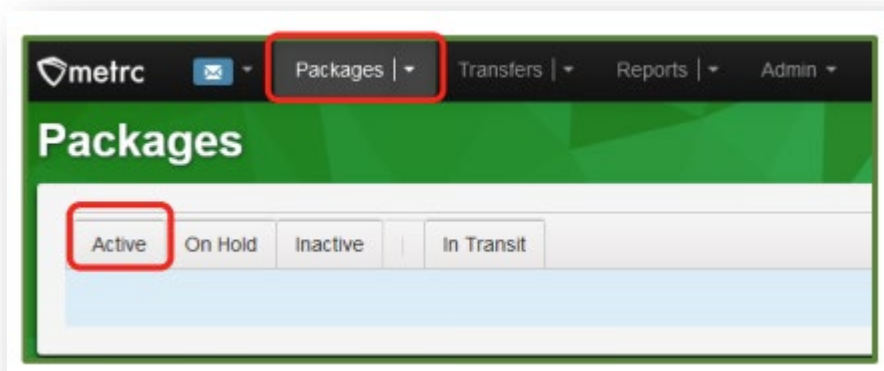 metrc Packages Transfers Reports Admin
Packages
Active On Hold Inactive In Transit